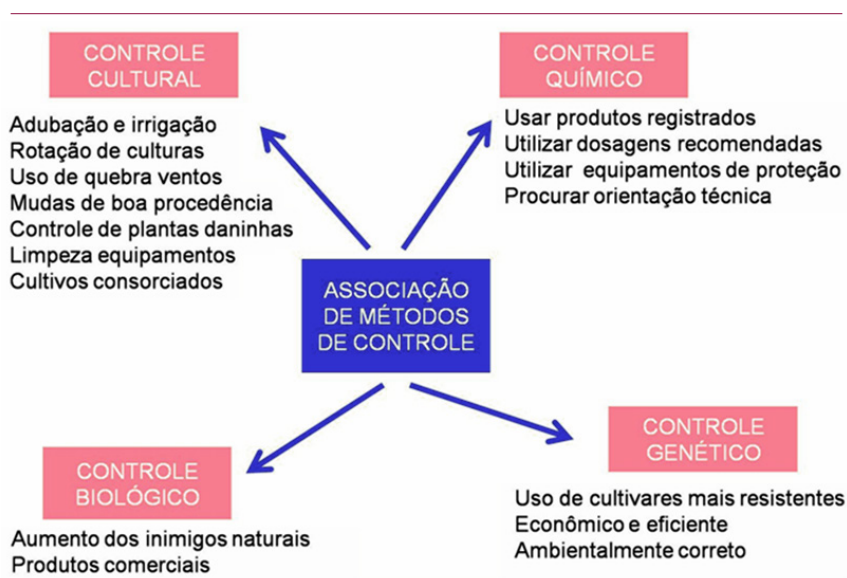 CONTROLE
CULTURAL
Adubação e irrigação
Rotação de culturas
Uso de quebra ventos
Mudas de boa procedência
Controle de plantas daninhas
Limpeza equipamentos
Cultivos consorciados
CONTROLE
QUÍMICO
Usar produtos registrados
Utilizar dosagens recomendadas
Utilizar equipamentos de proteção
Procurar orientação técnica
ASSOCIAÇÃO
DE MÉTODOS
DE CONTROLE
CONTROLE
BIOLÓGICO
Aumento dos inimigos naturais
Produtos comerciais
CONTROLE
GENÉTICO
Uso de cultivares mais resistentes
Econômico e eficiente
Ambientalmente correto